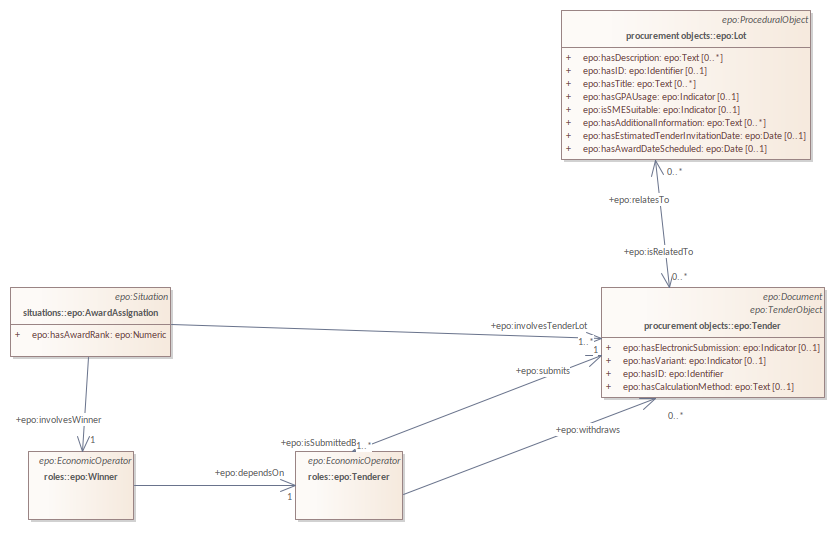 epo:ProceduralObject
procurement objects::epo:Lot
+ epo:hasDescription: epo:Text [0..*]
+ epo:hasID: epo:Identifier [0..1]
+ epo:hasTitle: epo:Text [0..*]
+ epo:hasGPAUsage: epo:Indicator [0..1]
+ epo:isSMESuitable: epo:Indicator [0..1]
+ epo:hasAdditionalInformation: epo:Text [0..*]
+ epo:hasEstimatedTenderInvitationDate: epo:Date [0..1]
+ epo:hasAwardDateScheduled: epo:Date [0..1]
0..*
+epo:relatesTo
+epo:isRelatedTo
0..*
epo:Situation
situations::epo:AwardAssignation
+ epo:hasAwardRank: epo:Numeric
epo:Document
epo:TenderObject
procurement objects::epo:Tender
+ epo:hasElectronicSubmission: epo:Indicator [0..1]
+ epo:hasVariant: epo:Indicator [0..1]
+ epo:hasID: epo:Identifier
+ epo:hasCalculationMethod: epo:Text [0..1]
+epo:involvesTenderLot
1..*
1
+epo:submits
+epo:involvesWinner
1
+epo:isSubmittedB
1..*
+epo:withdraws
0..*
epo:EconomicOperator
roles::epo:Winner
+epo:dependsOn
1
epo:EconomicOperator
roles::epo:Tenderer